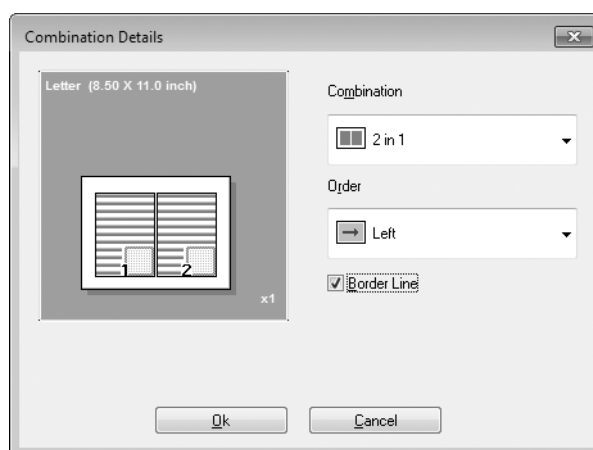 Combination Details
Letter (8.50 X 11.0 inch)
1 2
x1
Combination
2 in 1
Order
Left
Border Line
Ok Cancel